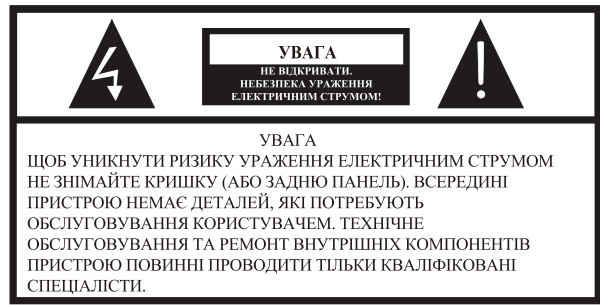 УВАГА
НЕ ВІДКРИВАТИ.
НЕБЕЗПЕКА УРАЖЕННЯ
ЕЛЕКТРИЧНИМ СТРУМОМ!
УВАГА
ЩОБ УНИКНУТИ РИЗИКУ УРАЖЕННЯ ЕЛЕКТРИЧНИМ СТРУМОМ
НЕ ЗНІМАЙТЕ КРИШКУ (АБО ЗАДНЮ ПАНЕЛЬ). ВСЕРЕДИНІ
ПРИСТРОЮ НЕМАЄ ДЕТАЛЕЙ, ЯКІ ПОТРЕБУЮТЬ
ОБСЛУГОВУВАННЯ КОРИСТУВАЧЕМ. ТЕХНІЧНЕ
ОБСЛУГОВУВАННЯ ТА РЕМОНТ ВНУТРІШНІХ КОМПОНЕНТІВ
ПРИСТРОЮ ПОВИННІ ПРОВОДИТИ ТІЛЬКИ КВАЛІФІКОВАНІ
СПЕЦІАЛІСТИ.